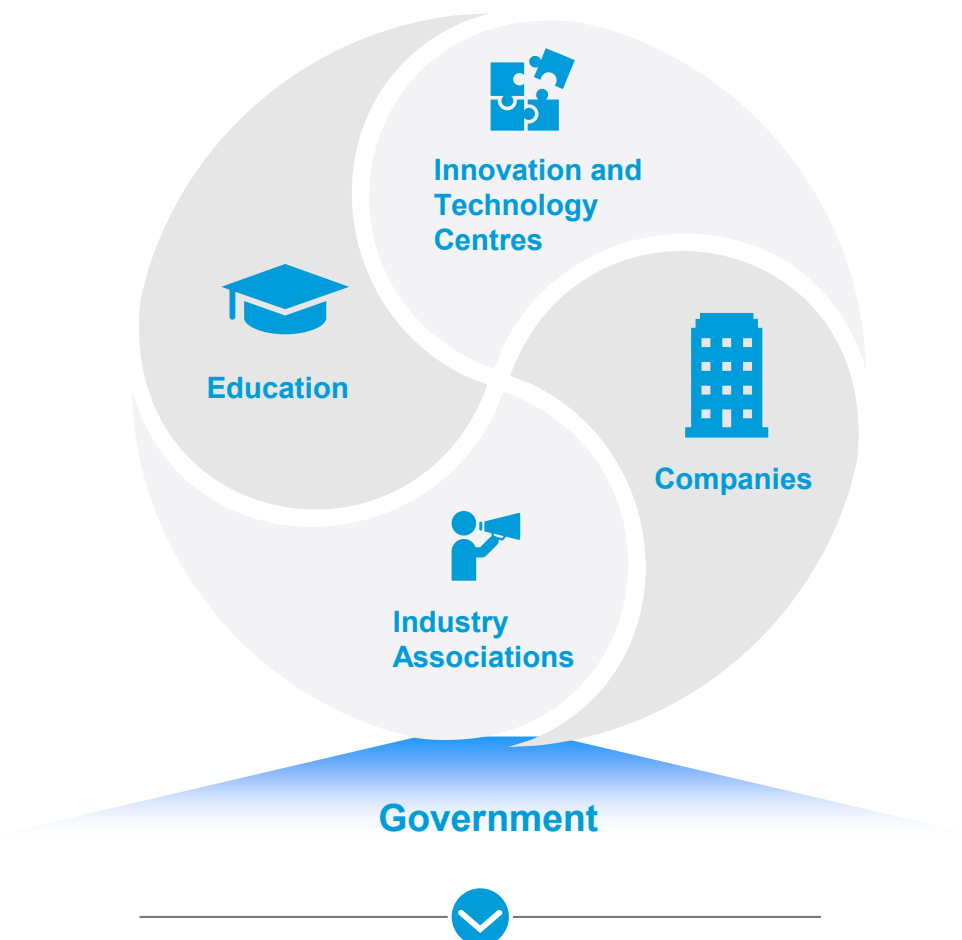 Innovation and
Technology
Centres
Education
Companies
Industry
Associations
Government